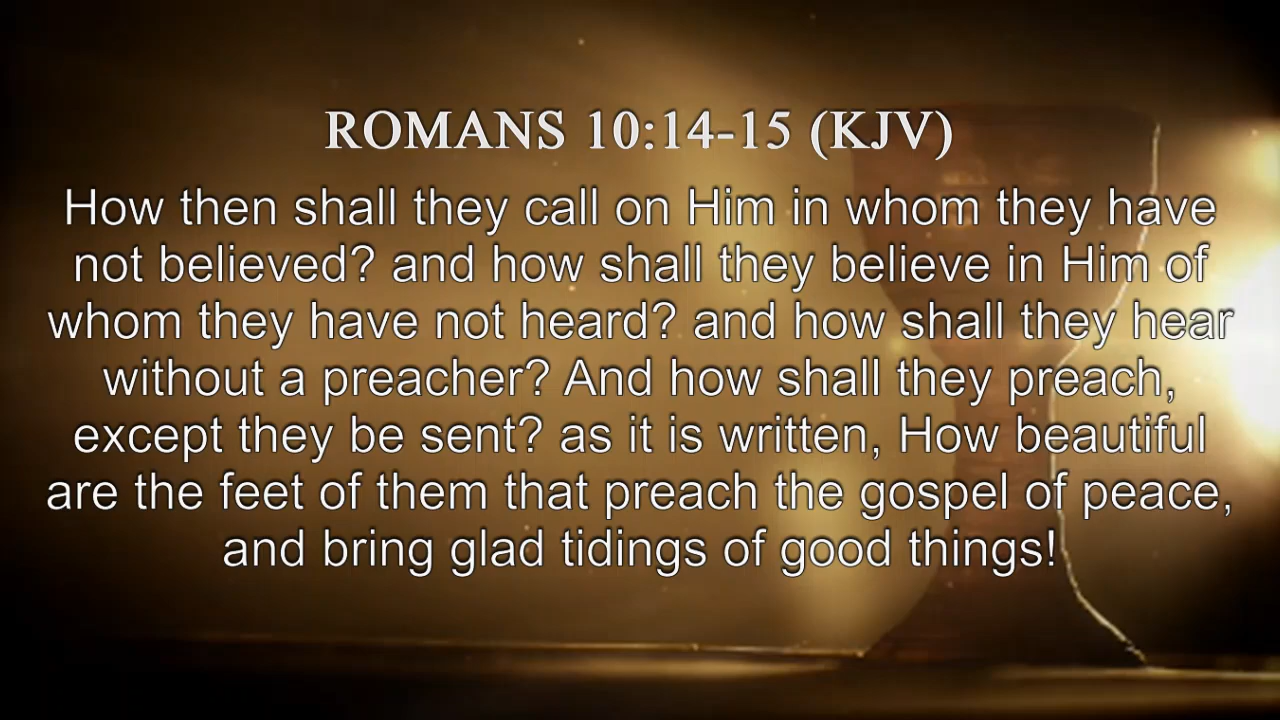 ROMANS 10:14-15 (KJV)
How then shall they call on Him in whom they have
not believed? and how shall they believe in Him of
whom they have not heard? and how shall they hear
without a preacher? And how shall they preach,
except they be sent? as it is written, How beautiful
are the feet of them that preach the gospel of peace,
and bring glad tidings of good things!